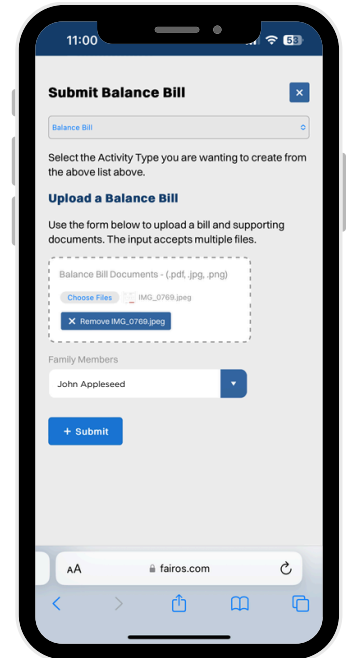 11:00
53
Submit Balance Bill
Balance Bill
Select the Activity Type you are wanting to create from
the above list above.
Upload a Balance Bill
Use the form below to upload a bill and supporting
documents. The input accepts multiple files.
Balance Bill Documents - (.pdf, .jpg, .png)
Choose Files IMG_0769.jpeg
✕ Remove IMG_0769.jpeg
Family Members
John Appleseed
+ Submit
AA fairos.com